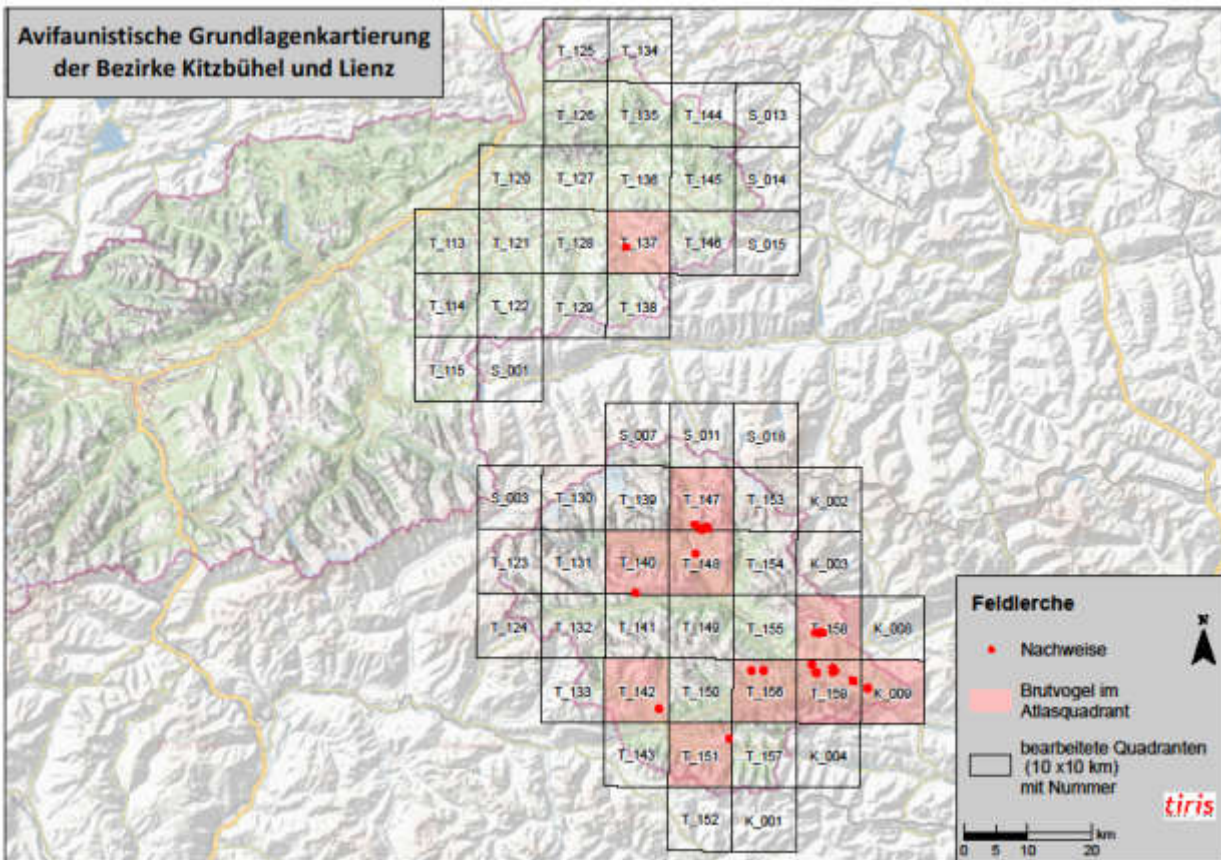 Avifaunistische Grundlagenkartierung
der Bezirke Kitzbühel und Lienz
T_125 T_134
T_126 T_135 T_144 S_013
T_120 T_127 T_136 T_145 S_014
T_113 T_121 T_128 T_137 T_146 S_015
T_114 T_122 T_129 T_138
T_115 S_001
S_007 S_011 S_016
S_003 T_130 T_139 T_147 T_153 K_002
T_123 T_131 T_140 T_148 T_154 K_003
T_124 T_132 T_141 T_149 T_155 T_158 K_008
T_133 T_142 T_150 T_156 T_159 K_009
T_143 T_151 T_157 K_004
T_152 K_001
Feldlerche
N
Nachweise
Brutvogel im
Atlasquadrant
bearbeitete Quadranten
(10 x10 km)
mit Nummer
tiris
km
0 5 10 20